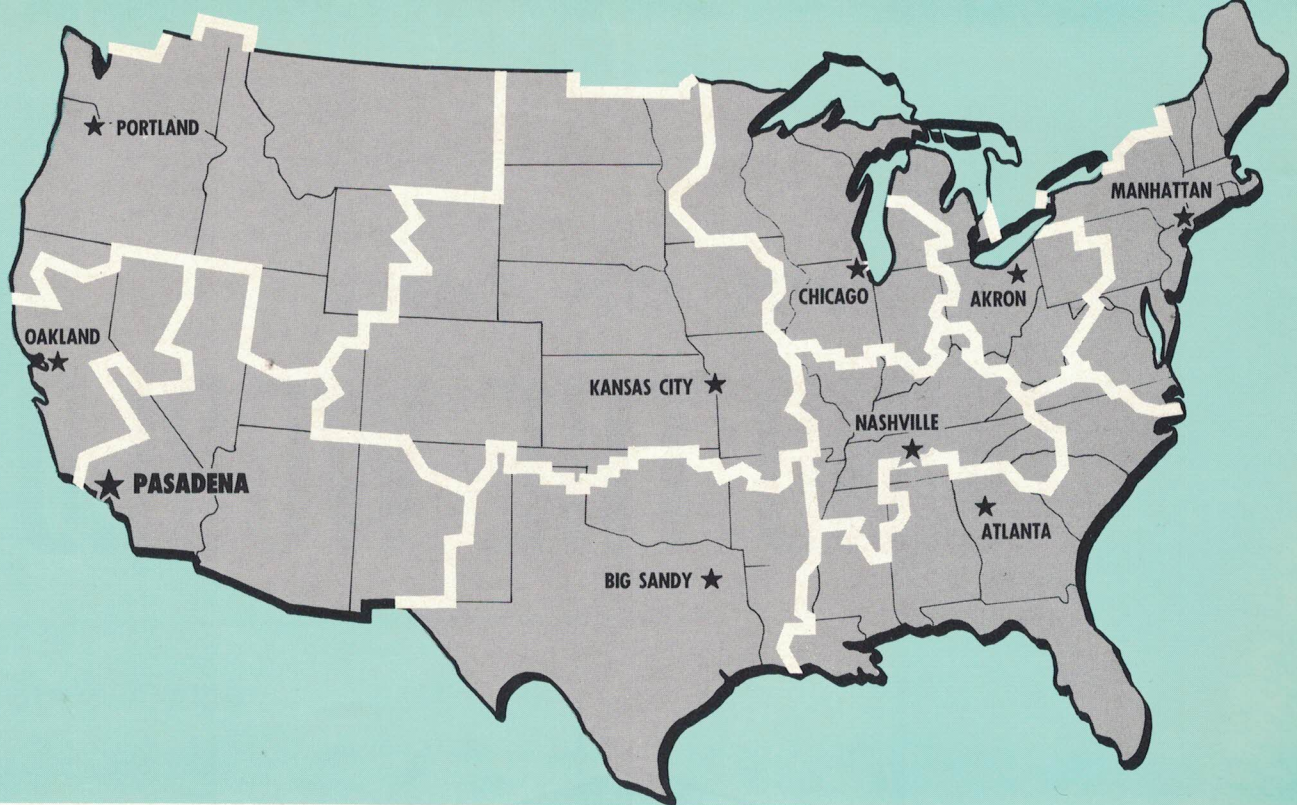 PORTLAND
MANHATTAN
CHICAGO
AKRON
OAKLAND
KANSAS CITY
NASHVILLE
PASADENA
ATLANTA
BIG SANDY